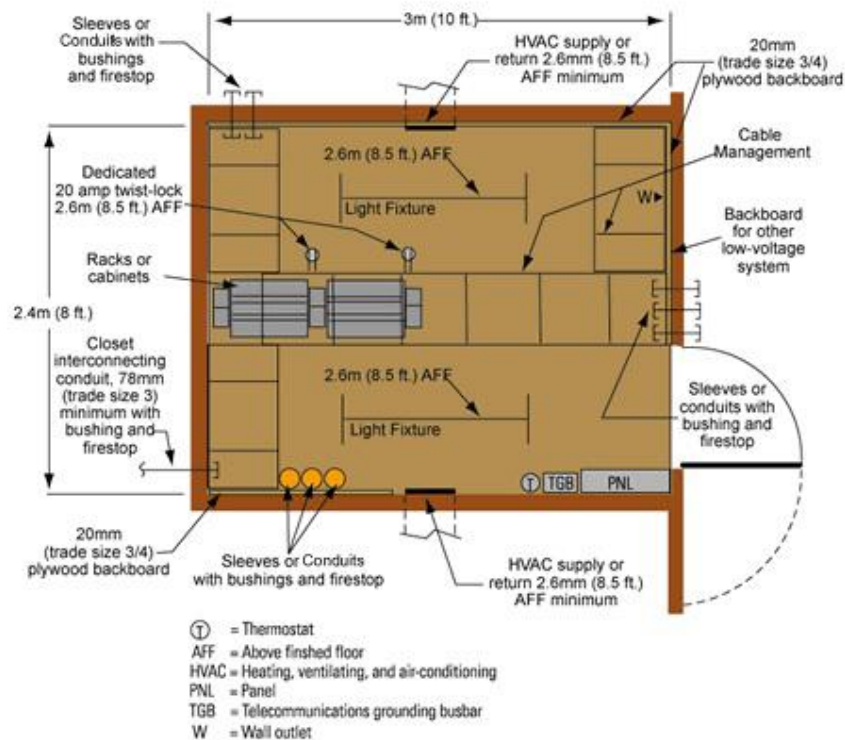 Sleeves or
Conduits with
bushings
and firestop
3m (10 ft.)
HVAC supply or
return 2.6mm (8.5 ft.)
AFF minimum
20mm
(trade size 3/4)
plywood backboard
Cable
Management
2.6m (8.5 ft.) AFF
Light Fixture
W
Dedicated
20 amp twist-lock
2.6m (8.5 ft.) AFF
Backboard
for other
low-voltage
system
Racks or
cabinets
2.4m (8 ft.)
Closet
interconnecting
conduit, 78mm
(trade size 3)
minimum with
bushing and
firestop
2.6m (8.5 ft.) AFF
Light Fixture
Sleeves or
conduits with
bushing and
firestop
T
TGB
PNL
20mm
(trade size 3/4)
plywood backboard
Sleeves or Conduits
with bushings and firestop
HVAC supply or
return 2.6mm (8.5 ft.)
AFF minimum
T = Thermostat
AFF = Above finshed floor
HVAC = Heating, ventilating, and air-conditioning
PNL = Panel
TGB = Telecommunications grounding busbar
W = Wall outlet